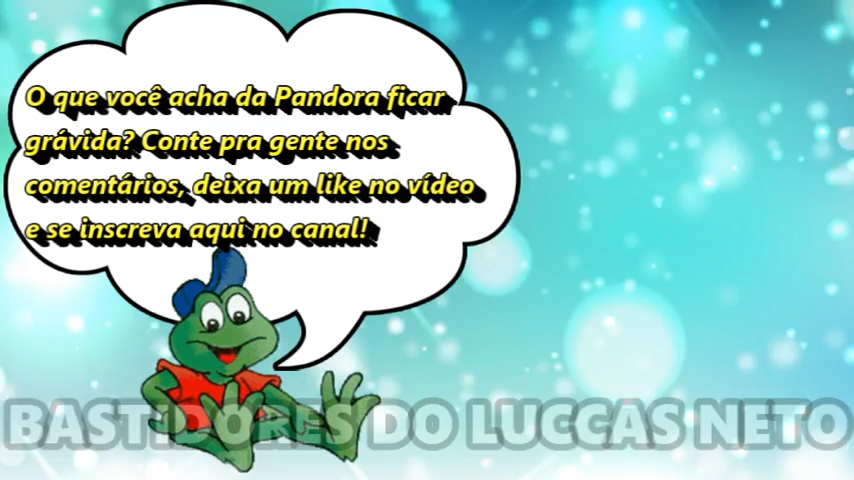 O que você acha da Pandora ficar
grávida? Conte pra gente nos
comentários, deixa um like no vídeo
e se inscreva aqui no canal!
BASTIDORES DO LUCCAS NETO